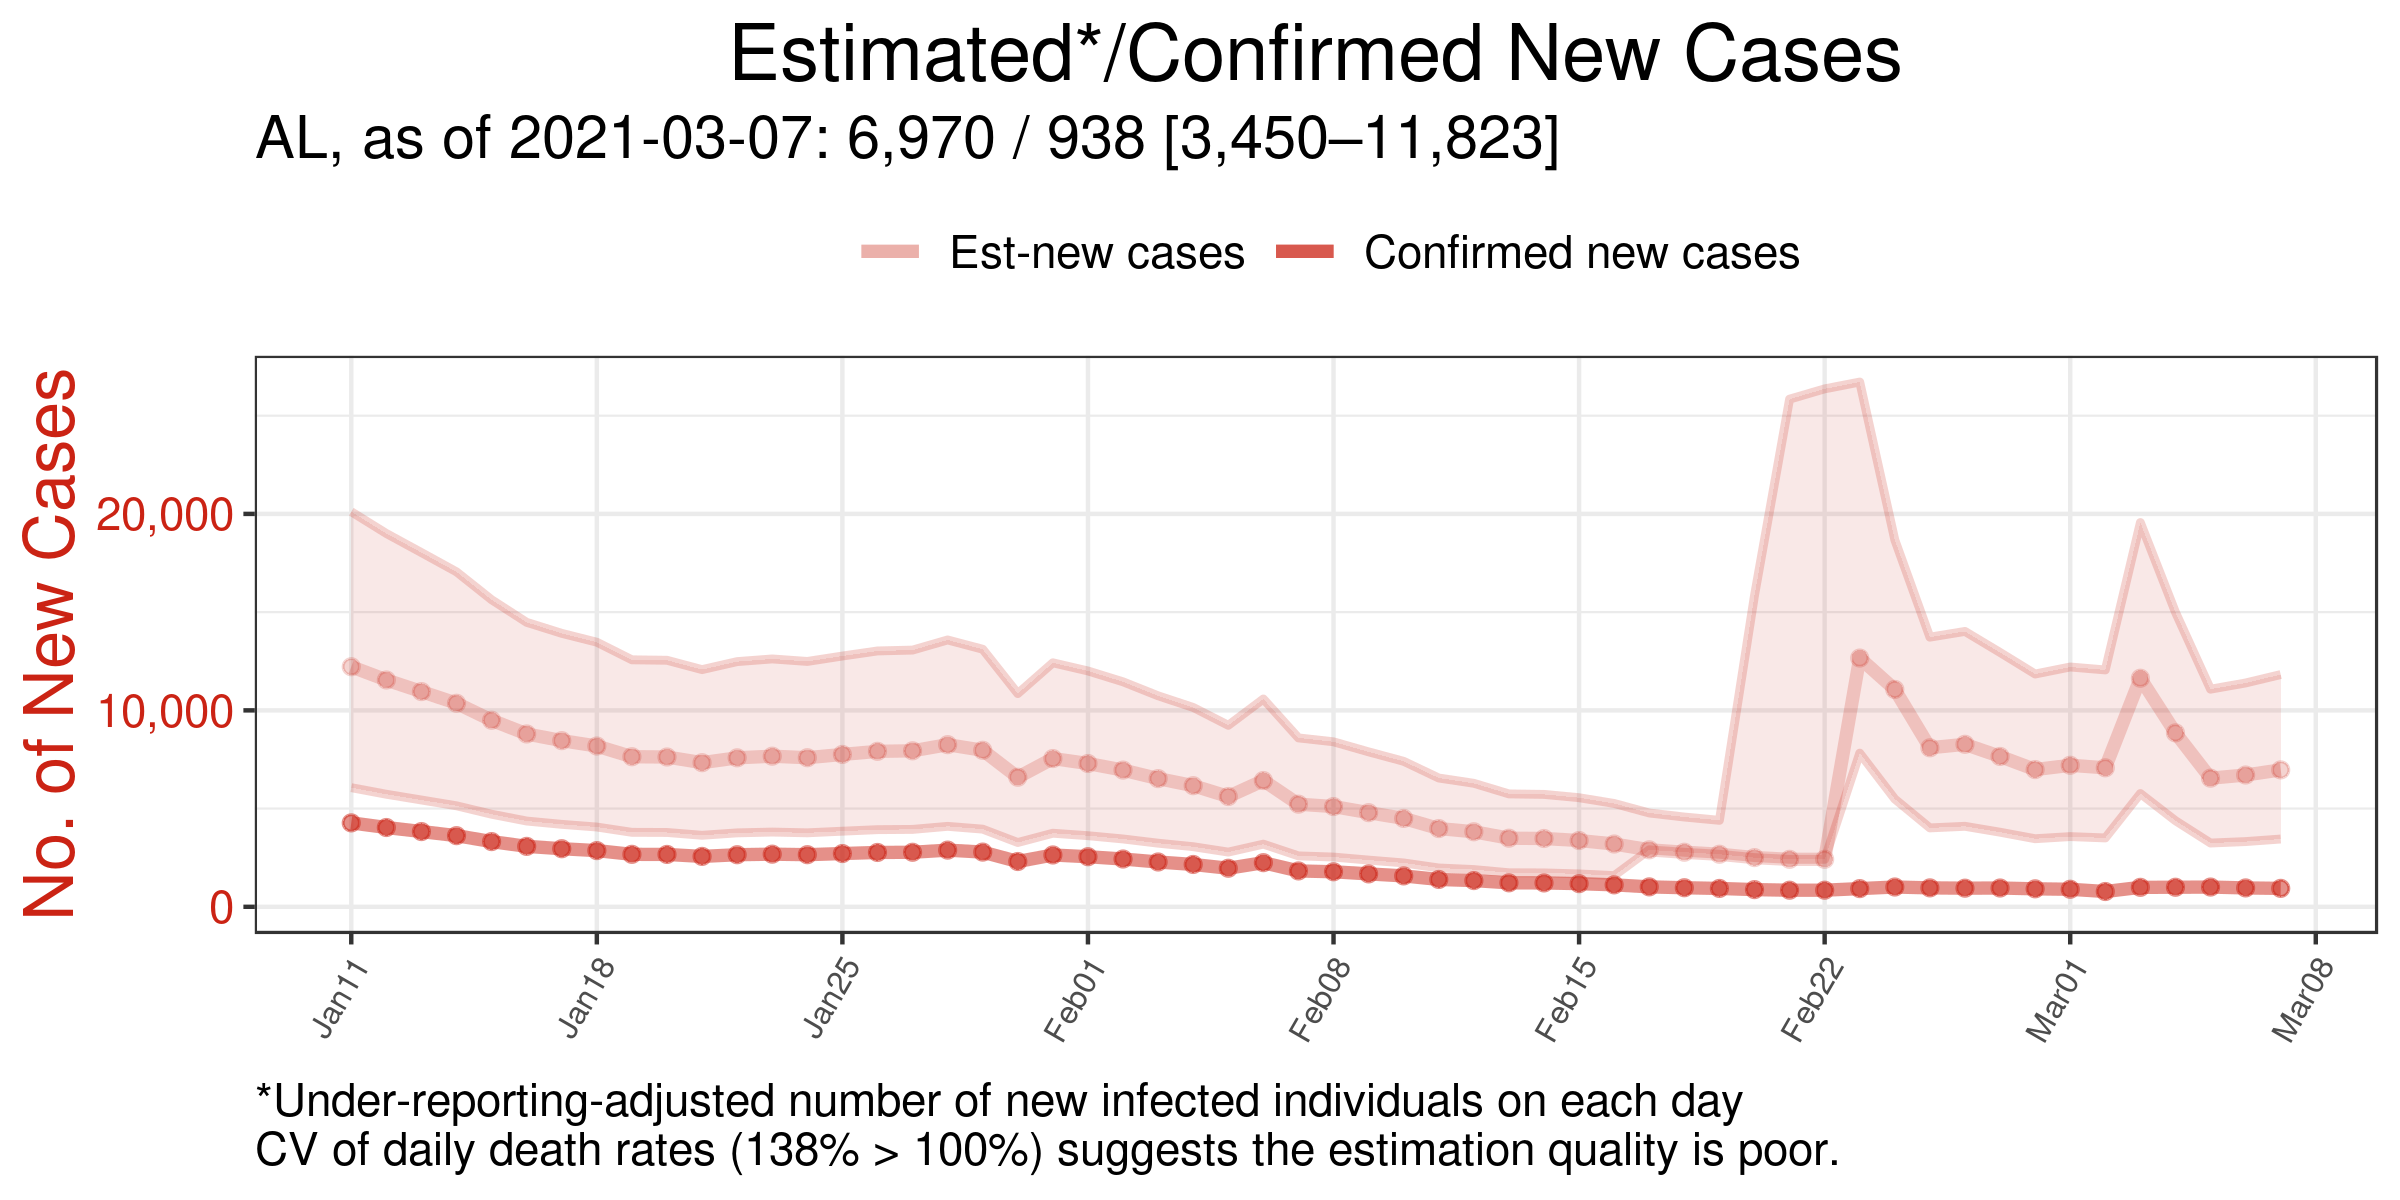 Estimated*/Confirmed New Cases
AL, as of 2021-03-07: 6,970 / 938 [3,450–11,823]
Est-new cases
Confirmed new cases
No. of New Cases
20,000
10,000
0
Jan11
Jan18
Jan25
Feb01
Feb08
Feb15
Feb22
Mar01
Mar08
*Under-reporting-adjusted number of new infected individuals on each day
CV of daily death rates (138% > 100%) suggests the estimation quality is poor.